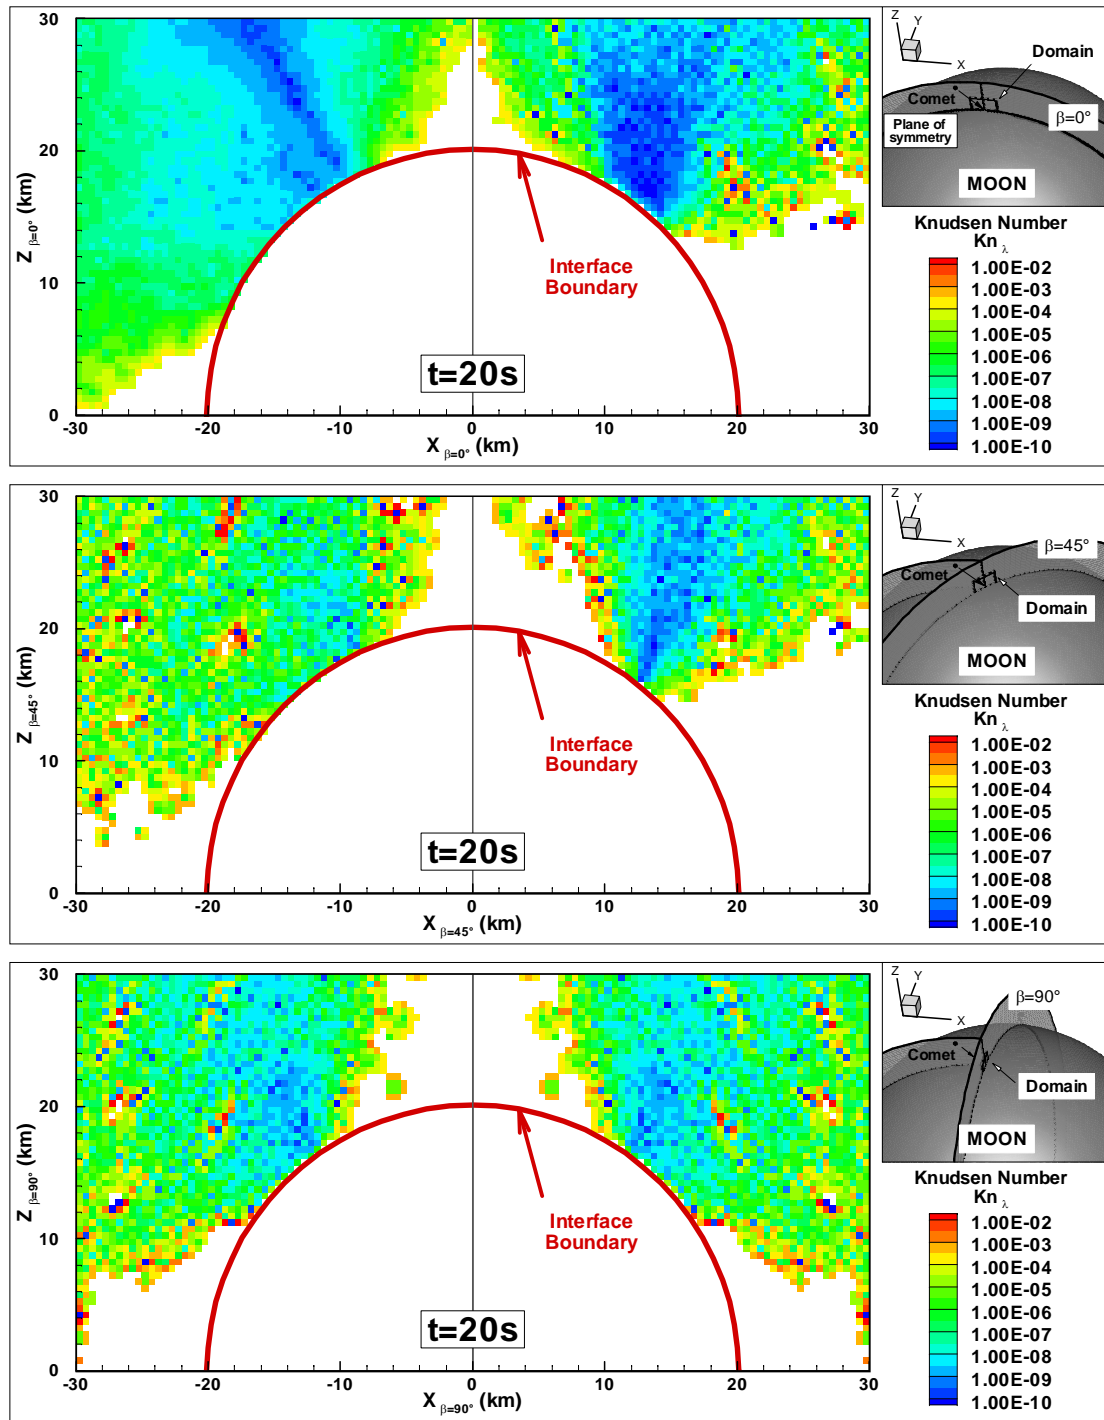 30
20
10
0
Z β=0° (km)
-30 -20 -10 0 10 20 30
X β=0° (km)
Interface
Boundary
t=20s
Z
Y
X
Domain
Comet
β=0°
Plane of
symmetry
MOON
Knudsen Number
Kn λ
1.00E-02
1.00E-03
1.00E-04
1.00E-05
1.00E-06
1.00E-07
1.00E-08
1.00E-09
1.00E-10
30
20
10
0
Z β=45° (km)
-30 -20 -10 0 10 20 30
X β=45° (km)
Interface
Boundary
t=20s
Z
Y
X
β=45°
Comet
Domain
MOON
Knudsen Number
Kn λ
1.00E-02
1.00E-03
1.00E-04
1.00E-05
1.00E-06
1.00E-07
1.00E-08
1.00E-09
1.00E-10
30
20
10
0
Z β=90° (km)
-30 -20 -10 0 10 20 30
X β=90° (km)
Interface
Boundary
t=20s
Z
Y
X
β=90°
Comet
Domain
MOON
Knudsen Number
Kn λ
1.00E-02
1.00E-03
1.00E-04
1.00E-05
1.00E-06
1.00E-07
1.00E-08
1.00E-09
1.00E-10